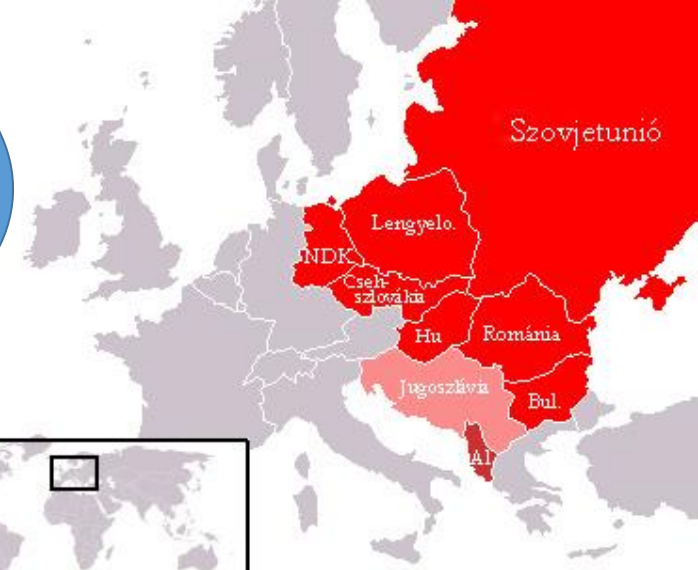 Szovjetunió
Lengyelo.
NDK
Cseh-
szlovákia
Hu
Románia
Jugoszlávia
Bul.
Al